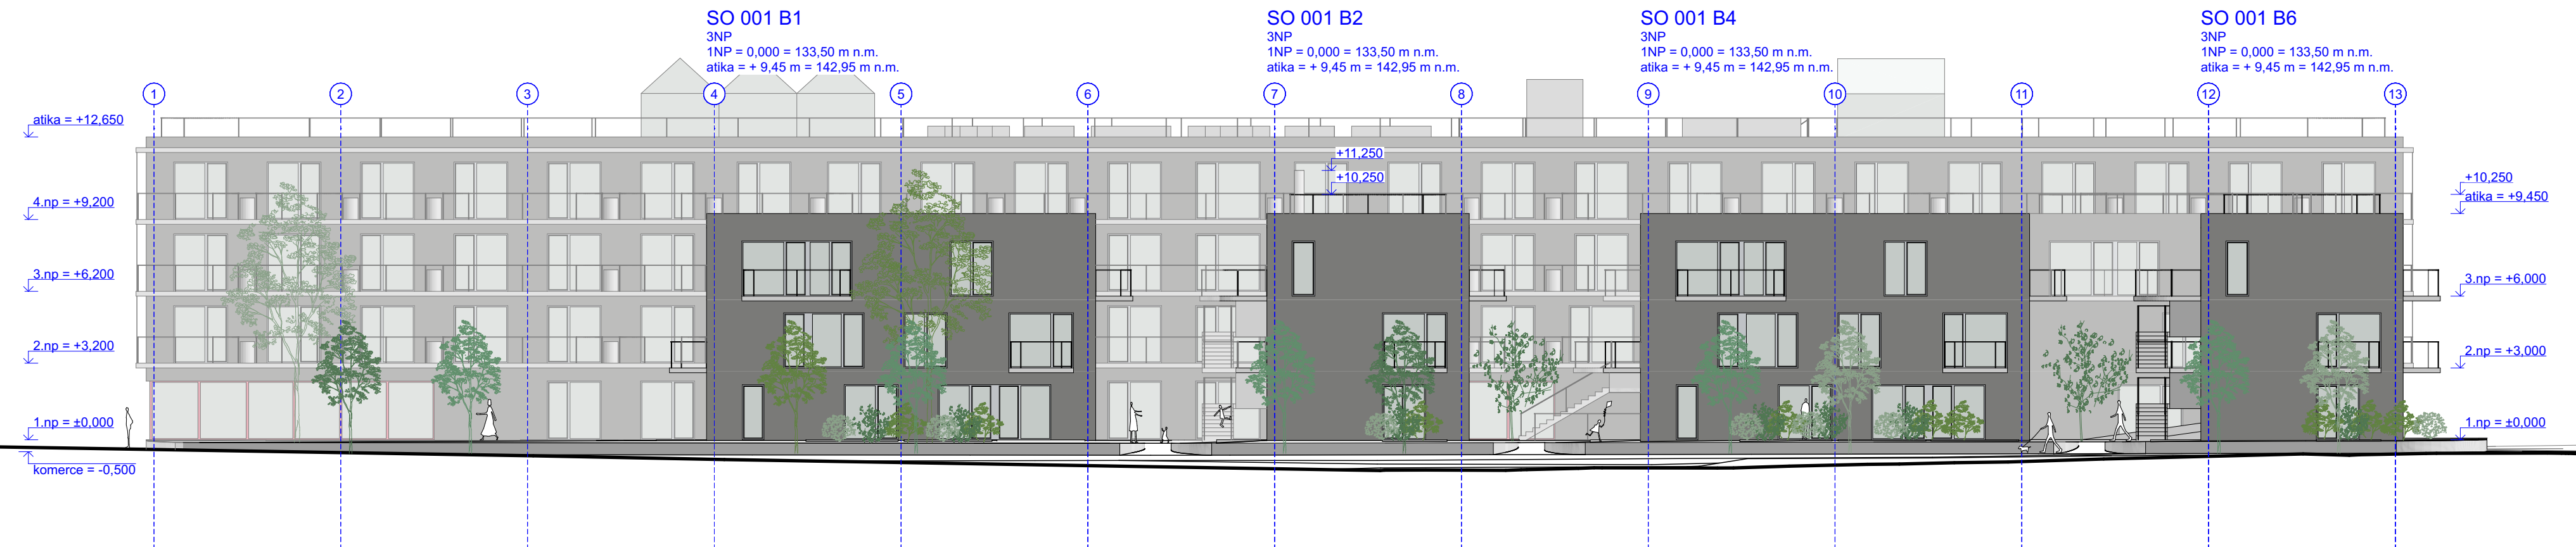 SO 001 B1
3NP
1NP = 0,000 = 133,50 m n.m.
atika = + 9,45 m = 142,95 m n.m.
SO 001 B2
3NP
1NP = 0,000 = 133,50 m n.m.
atika = + 9,45 m = 142,95 m n.m.
SO 001 B4
3NP
1NP = 0,000 = 133,50 m n.m.
atika = + 9,45 m = 142,95 m n.m.
SO 001 B6
3NP
1NP = 0,000 = 133,50 m n.m.
atika = + 9,45 m = 142,95 m n.m.
1 2 3 4 5 6 7 8 9 10 11 12 13
atika = +12,650
4.np = +9,200
3.np = +6,200
2.np = +3,200
1.np = ±0,000
komerce = -0,500
+11,250
+10,250
+10,250
atika = +9,450
3.np = +6,000
2.np = +3,000
1.np = ±0,000